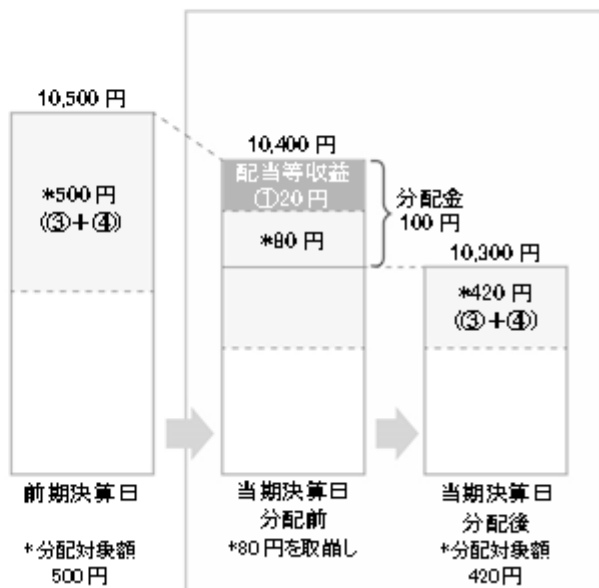 10,500 円
*500 円
(③+④)
前期決算日
*分配対象額
500 円
10,400 円
配当等収益
①20 円
*80 円
分配金
100 円
当期決算日
分配前
*80 円を取崩し
10,300 円
*420 円
(③+④)
当期決算日
分配後
*分配対象額
420円